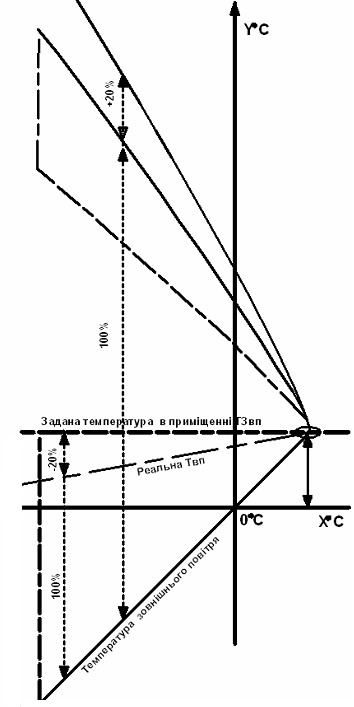 Y°C
+20%
100%
Задана температура в приміщенні ТЗвп
-20%
Реальна Твп
0°C
X°C
100%
Температура зовнішнього повітря